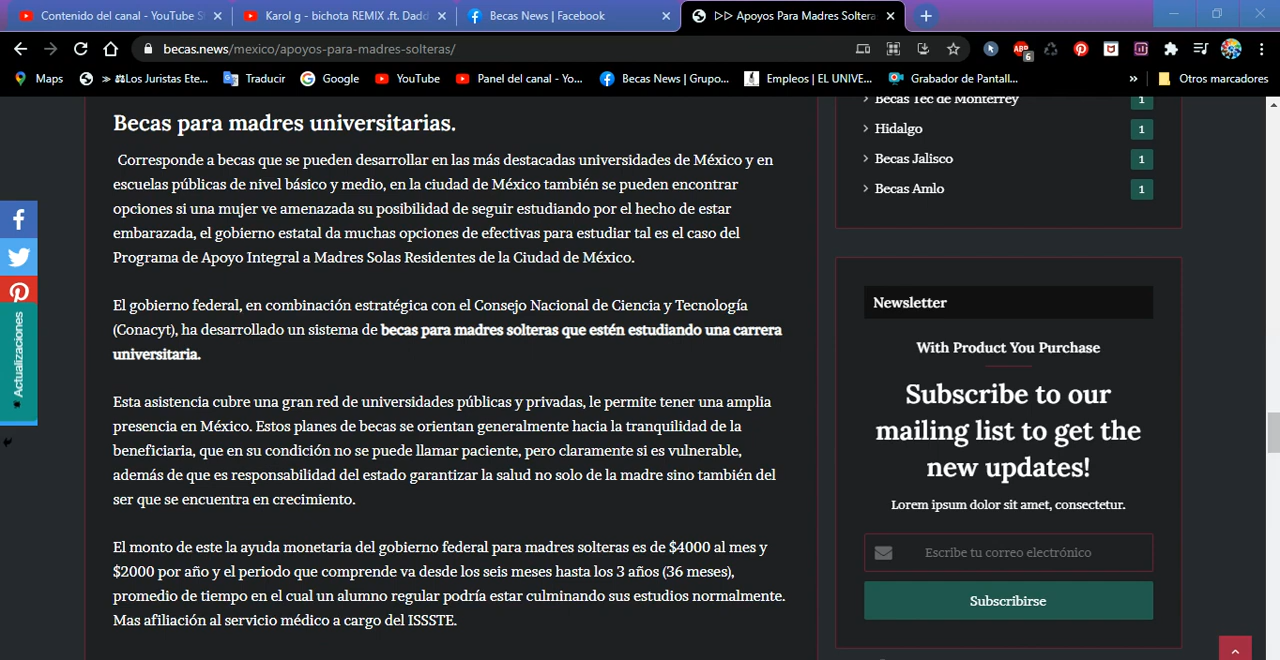 Contenido del canal - YouTube S
Karol g - bichota REMIX .ft. Dadd
Becas News | Facebook
▷▷ Apoyos Para Madres Soltera
becas.news/mexico/apoyos-para-madres-solteras/
ABP
6
Maps
≫ ⚖Los Juristas Ete...
Traducir
Google
YouTube
Panel del canal - Yo...
Becas News | Grupo...
Empleos | EL UNIVE...
Grabador de Pantall...
»
Otros marcadores
Becas para madres universitarias.
Corresponde a becas que se pueden desarrollar en las más destacadas universidades de México y en
escuelas públicas de nivel básico y medio, en la ciudad de México también se pueden encontrar
opciones si una mujer ve amenazada su posibilidad de seguir estudiando por el hecho de estar
embarazada, el gobierno estatal da muchas opciones de efectivas para estudiar tal es el caso del
Programa de Apoyo Integral a Madres Solas Residentes de la Ciudad de México.
El gobierno federal, en combinación estratégica con el Consejo Nacional de Ciencia y Tecnología
(Conacyt), ha desarrollado un sistema de becas para madres solteras que estén estudiando una carrera
universitaria.
Esta asistencia cubre una gran red de universidades públicas y privadas, le permite tener una amplia
presencia en México. Estos planes de becas se orientan generalmente hacia la tranquilidad de la
beneficiaria, que en su condición no se puede llamar paciente, pero claramente si es vulnerable,
además de que es responsabilidad del estado garantizar la salud no solo de la madre sino también del
ser que se encuentra en crecimiento.
El monto de este la ayuda monetaria del gobierno federal para madres solteras es de $4000 al mes y
$2000 por año y el periodo que comprende va desde los seis meses hasta los 3 años (36 meses),
promedio de tiempo en el cual un alumno regular podría estar culminando sus estudios normalmente.
Mas afiliación al servicio médico a cargo del ISSSTE.
Actualizaciones
Becas Tec de Monterrey 1
Hidalgo 1
Becas Jalisco 1
Becas Amlo 1
Newsletter
With Product You Purchase
Subscribe to our
mailing list to get the
new updates!
Lorem ipsum dolor sit amet, consectetur.
Escribe tu correo electrónico
Subscribirse